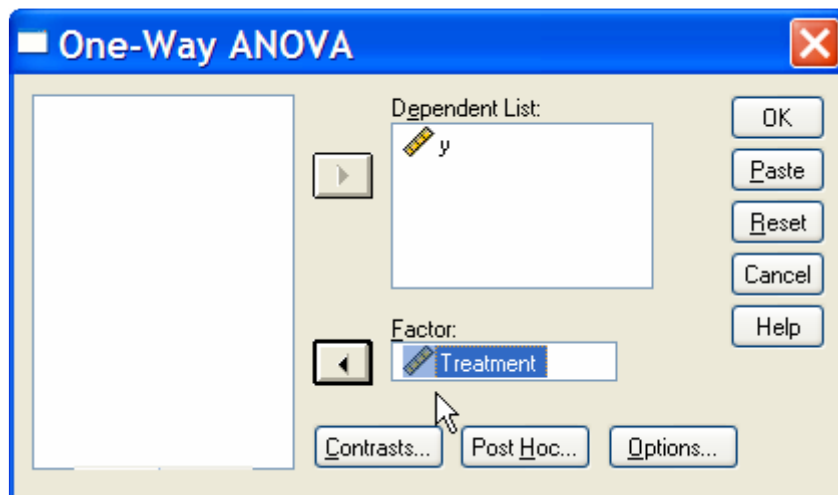 One-Way ANOVA
Dependent List:
y
OK
Paste
Reset
Cancel
Help
Factor:
Treatment
Contrasts... Post Hoc... Options...